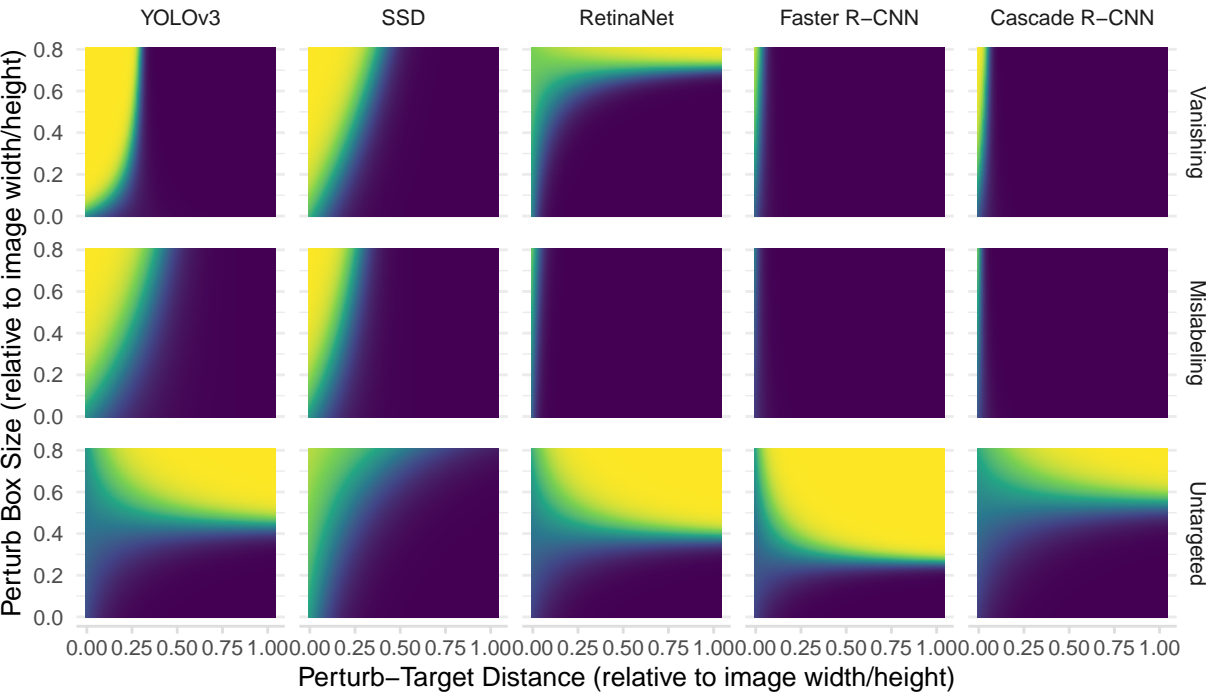 YOLOv3 SSD RetinaNet Faster R−CNN Cascade R−CNN
Perturb Box Size (relative to image width/height)
0.8
0.6
0.4
0.2
0.0
Vanishing
0.8
0.6
0.4
0.2
0.0
Mislabeling
0.8
0.6
0.4
0.2
0.0
Untargeted
0.00 0.25 0.50 0.75 1.00 0.00 0.25 0.50 0.75 1.00 0.00 0.25 0.50 0.75 1.00 0.00 0.25 0.50 0.75 1.00 0.00 0.25 0.50 0.75 1.00
Perturb−Target Distance (relative to image width/height)